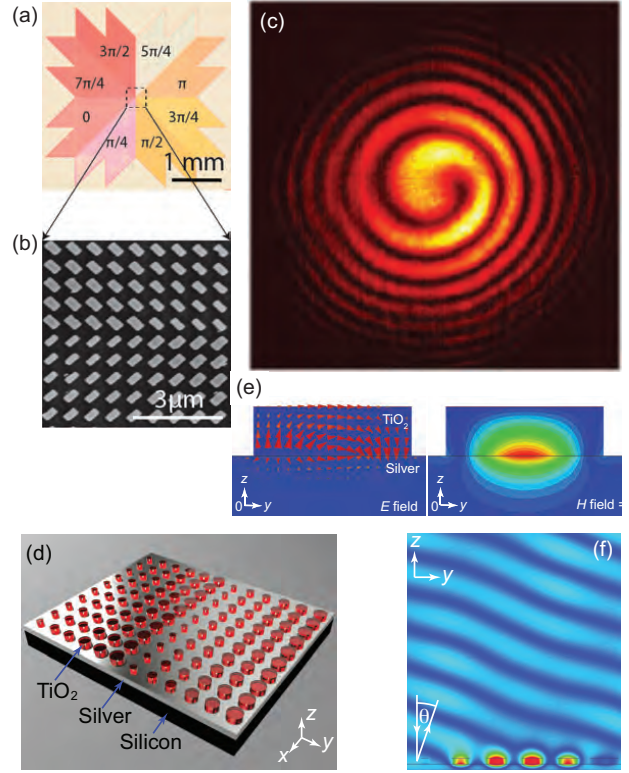 (a)
3π/2
5π/4
7π/4
π
0
3π/4
π/4
π/2
1 mm
(b)
3μm
(c)
(e)
TiO₂
Silver
z
0
y
E field
z
0
y
H field =
(d)
TiO₂
Silver
Silicon
z
x
y
(f)
z
y
θ